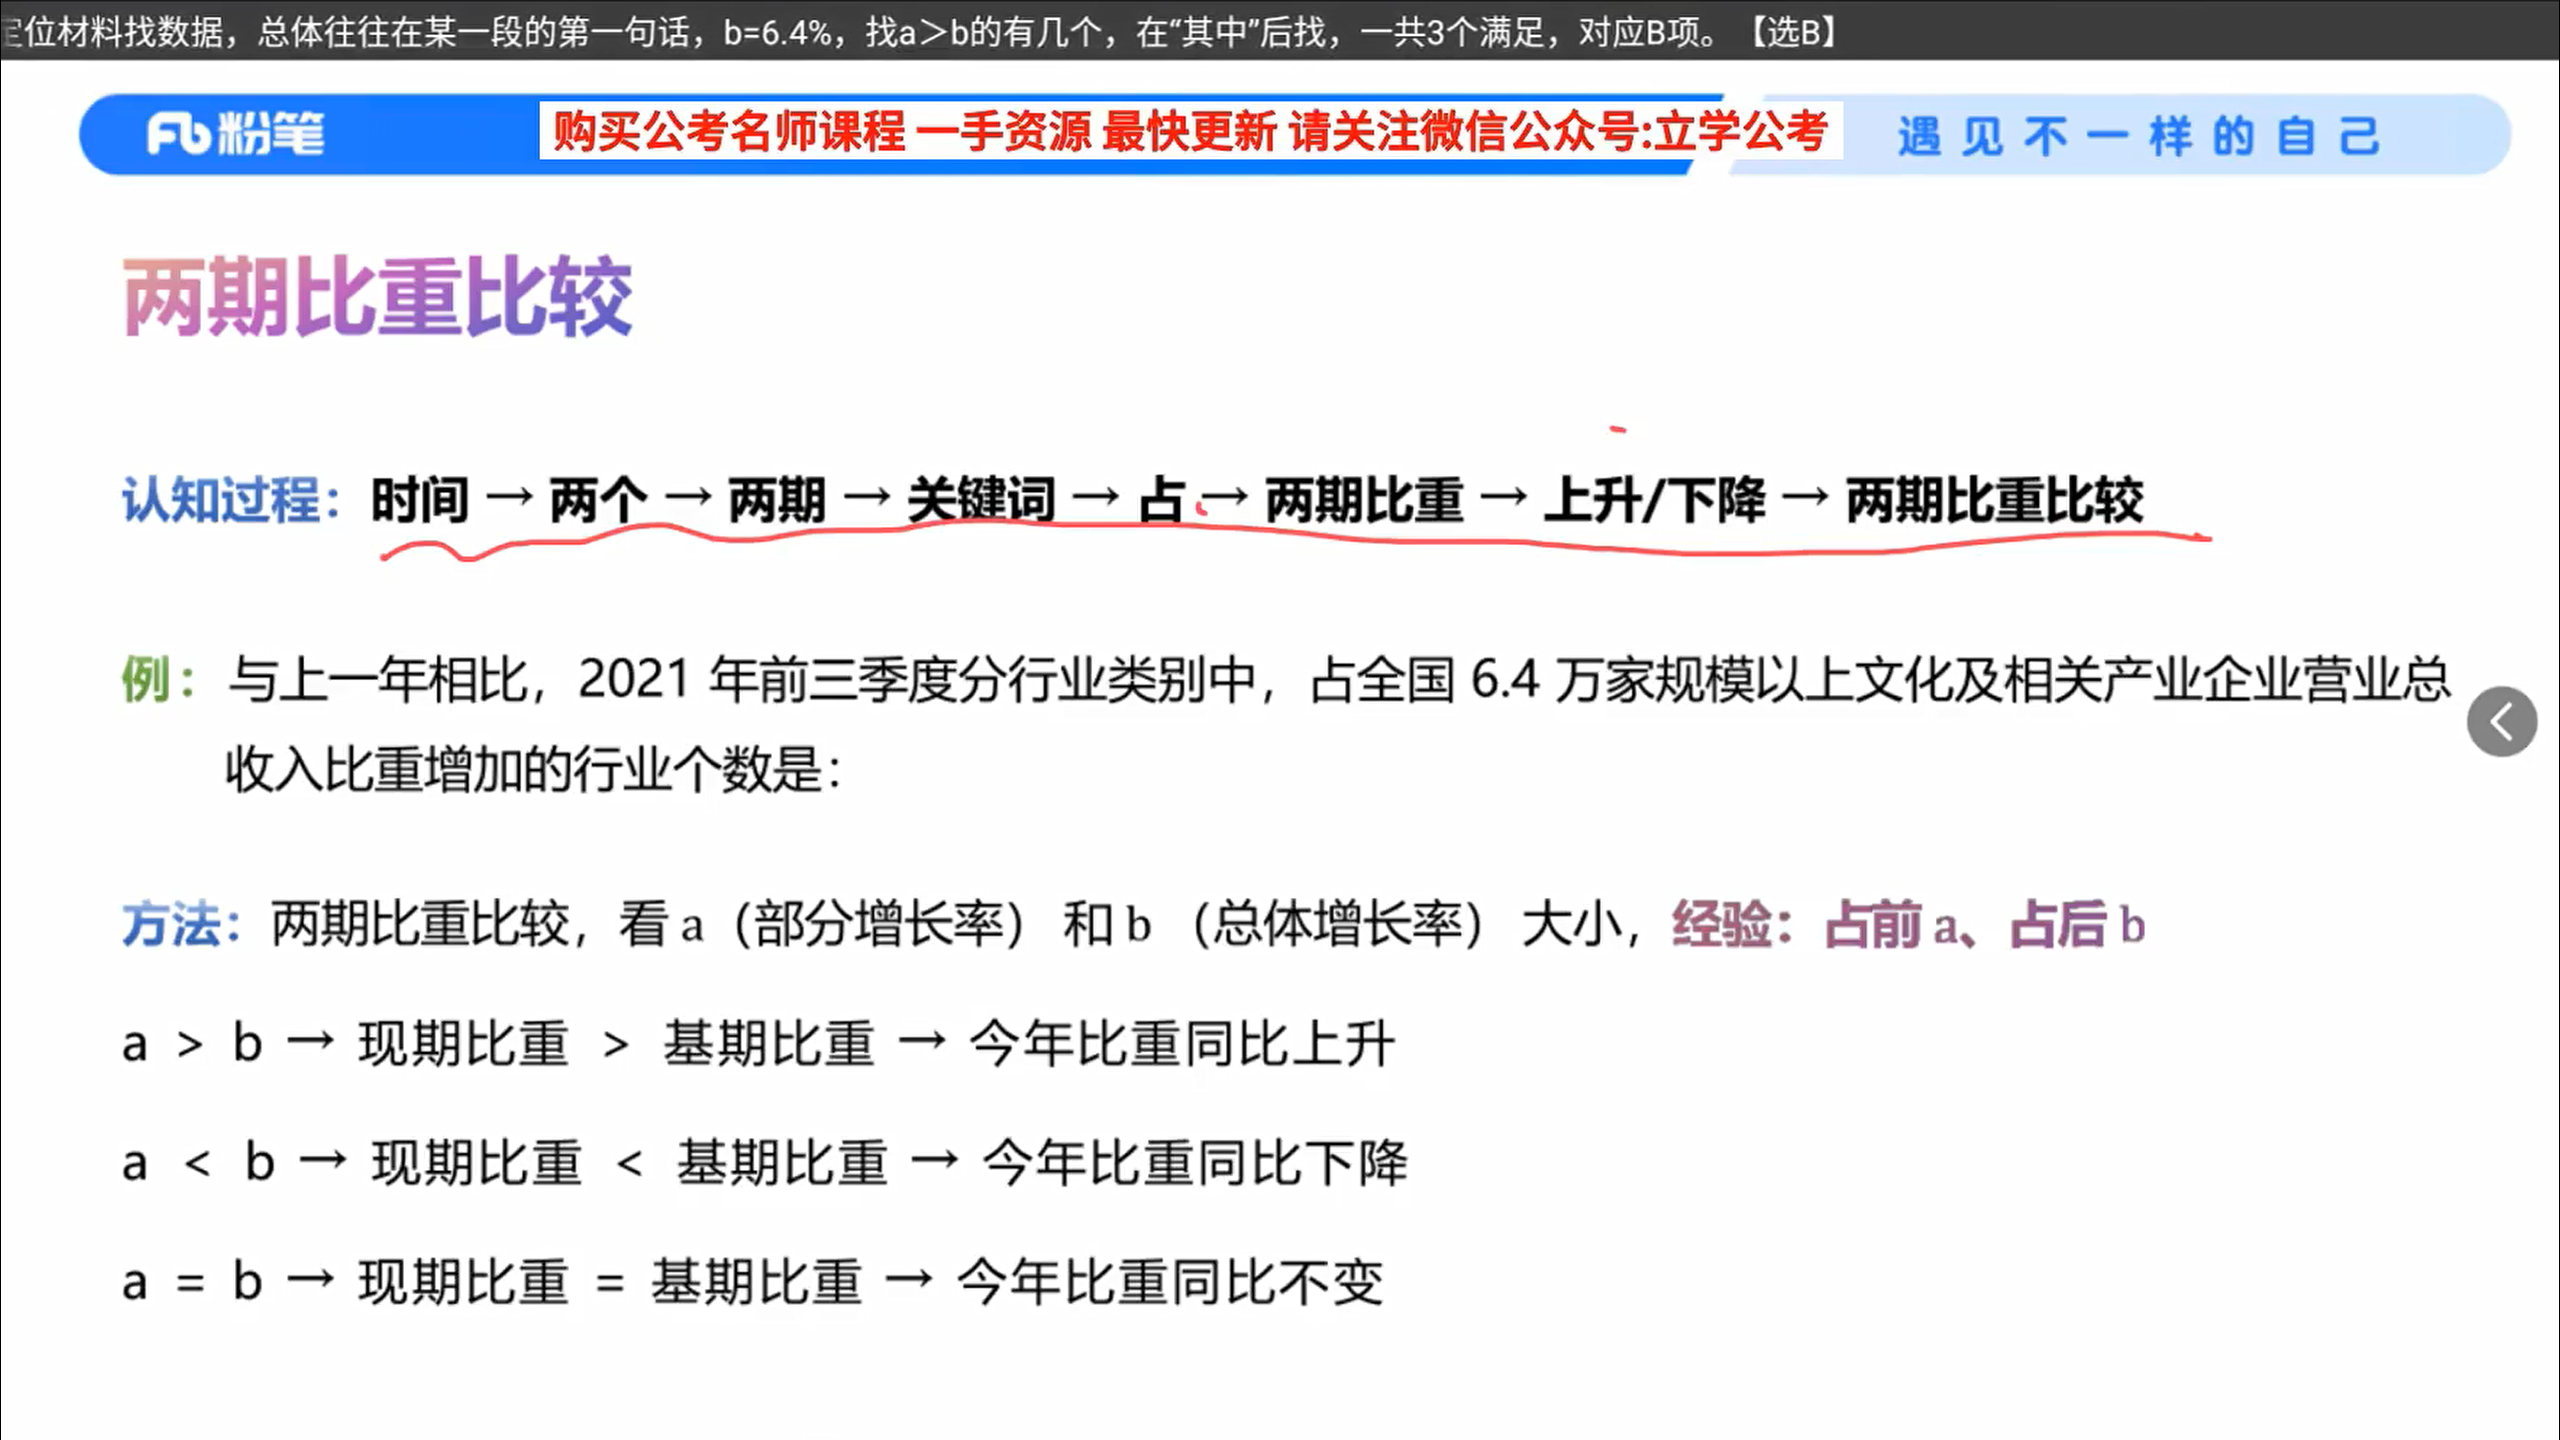 位材料找数据，总体往往在某一段的第一句话，b=6.4%，找a＞b的有几个，在“其中”后找，一共3个满足，对应B项。【选B】
粉笔
购买公考名师课程 一手资源 最快更新 请关注微信公众号:立学公考
遇见不一样的自己
两期比重比较
认知过程：时间 → 两个 → 两期 → 关键词 → 占 → 两期比重 → 上升/下降 → 两期比重比较
例：与上一年相比，2021 年前三季度分行业类别中，占全国 6.4 万家规模以上文化及相关产业企业营业总
收入比重增加的行业个数是：
方法：两期比重比较，看 a（部分增长率） 和 b （总体增长率） 大小，经验：占前 a、占后 b
a > b → 现期比重 > 基期比重 → 今年比重同比上升
a < b → 现期比重 < 基期比重 → 今年比重同比下降
a = b → 现期比重 = 基期比重 → 今年比重同比不变